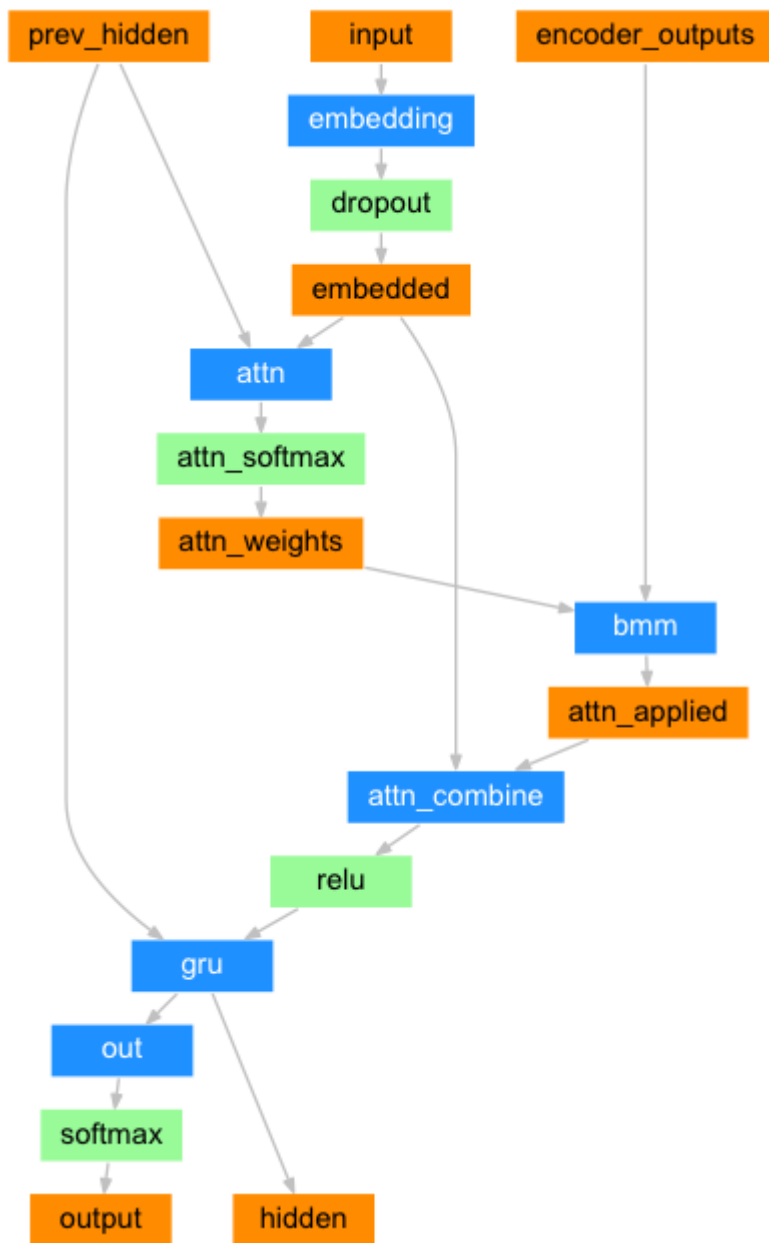 prev_hidden
input
encoder_outputs
embedding
dropout
embedded
attn
attn_softmax
attn_weights
bmm
attn_applied
attn_combine
relu
gru
out
softmax
output
hidden